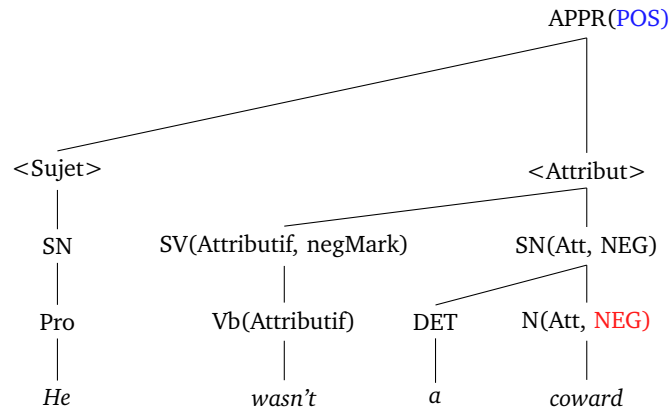 APPR(POS)
<Sujet> <Attribut>
SN SV(Attributif, negMark) SN(Att, NEG)
Pro Vb(Attributif) DET N(Att, NEG)
He wasn't a coward